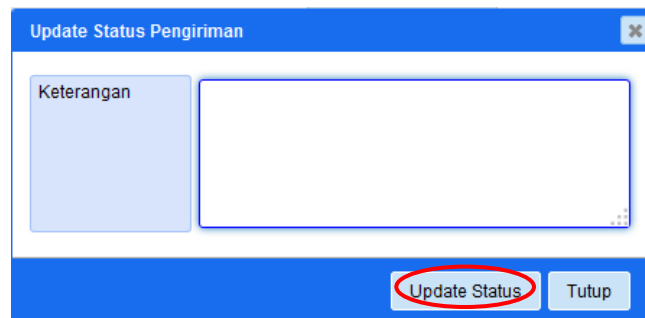 Update Status Pengiriman
Keterangan
Update Status
Tutup